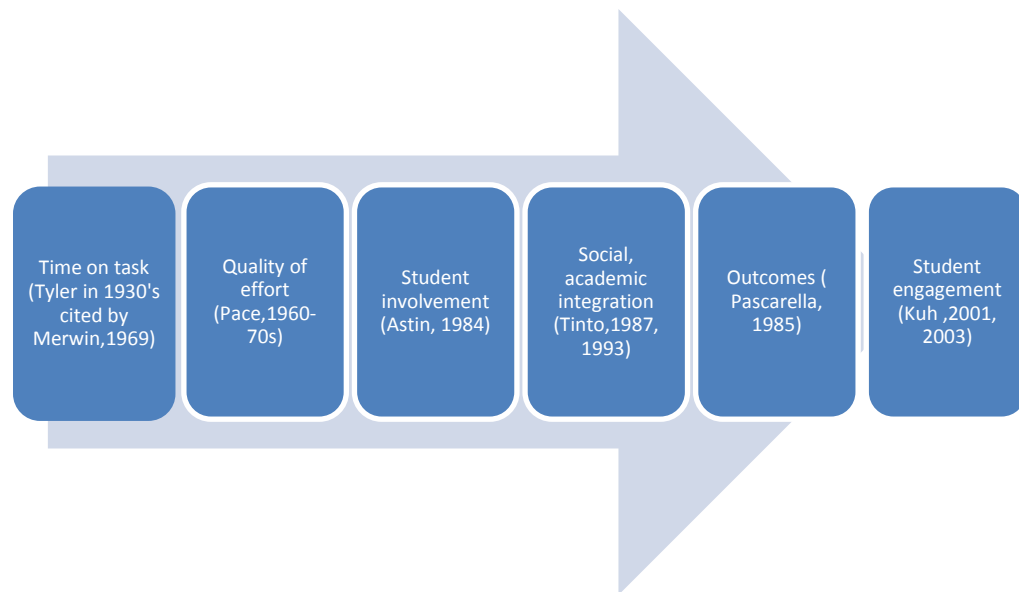 Time on task
(Tyler in 1930's
cited by
Merwin,1969)
Quality of
effort
(Pace,1960-
70s)
Student
involvement
(Astin, 1984)
Social,
academic
integration
(Tinto,1987,
1993)
Outcomes (
Pascarella,
1985)
Student
engagement
(Kuh ,2001,
2003)